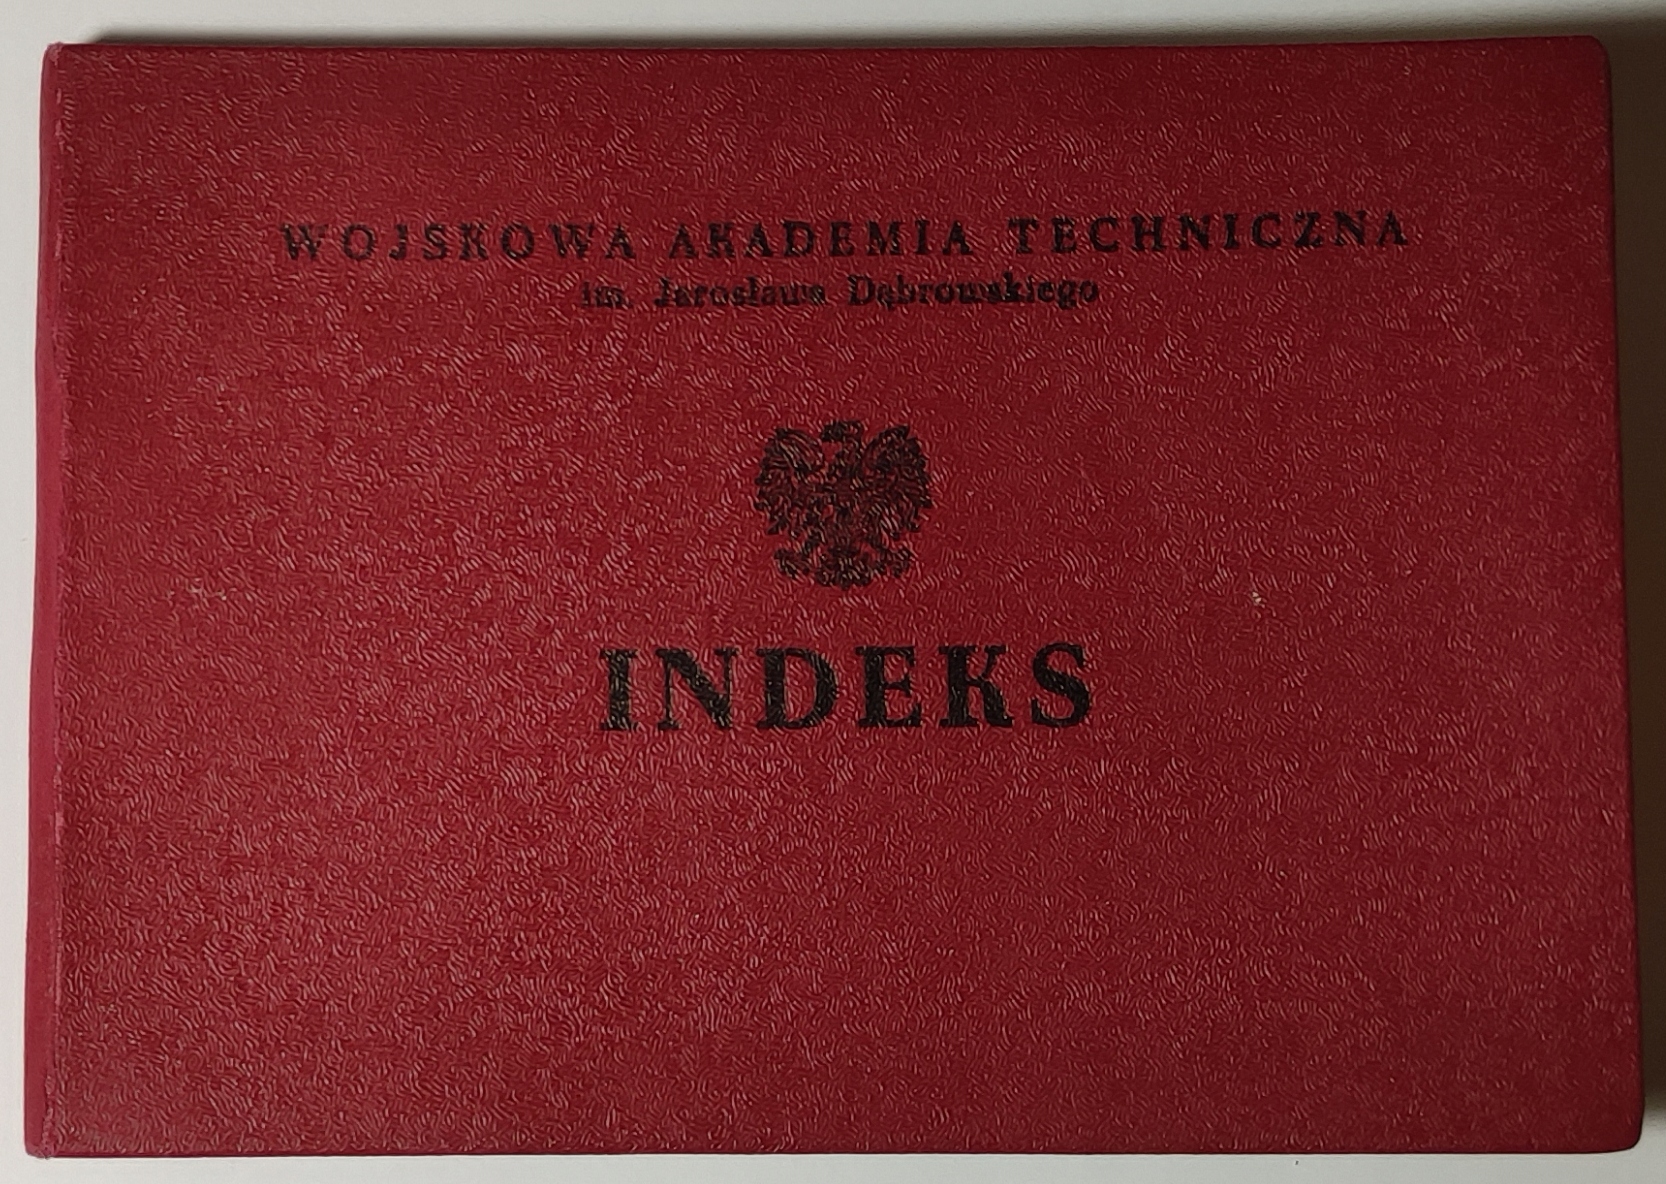 WOJSKOWA AKADEMIA TECHNICZNA
im. Jarosława Dąbrowskiego
INDEKS